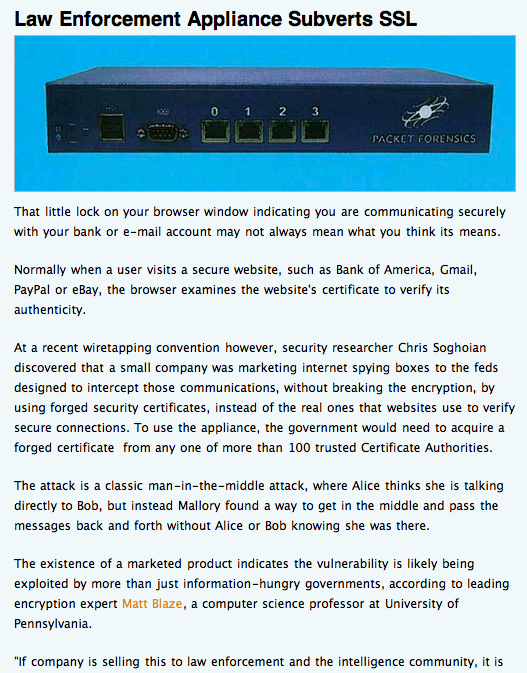 Law Enforcement Appliance Subverts SSL
0 1 2 3
PACKET FORENSICS
That little lock on your browser window indicating you are communicating securely
with your bank or e-mail account may not always mean what you think its means.
Normally when a user visits a secure website, such as Bank of America, Gmail,
PayPal or eBay, the browser examines the website's certificate to verify its
authenticity.
At a recent wiretapping convention however, security researcher Chris Soghoian
discovered that a small company was marketing internet spying boxes to the feds
designed to intercept those communications, without breaking the encryption, by
using forged security certificates, instead of the real ones that websites use to verify
secure connections. To use the appliance, the government would need to acquire a
forged certificate from any one of more than 100 trusted Certificate Authorities.
The attack is a classic man-in-the-middle attack, where Alice thinks she is talking
directly to Bob, but instead Mallory found a way to get in the middle and pass the
messages back and forth without Alice or Bob knowing she was there.
The existence of a marketed product indicates the vulnerability is likely being
exploited by more than just information-hungry governments, according to leading
encryption expert Matt Blaze, a computer science professor at University of
Pennsylvania.
"If company is selling this to law enforcement and the intelligence community, it is